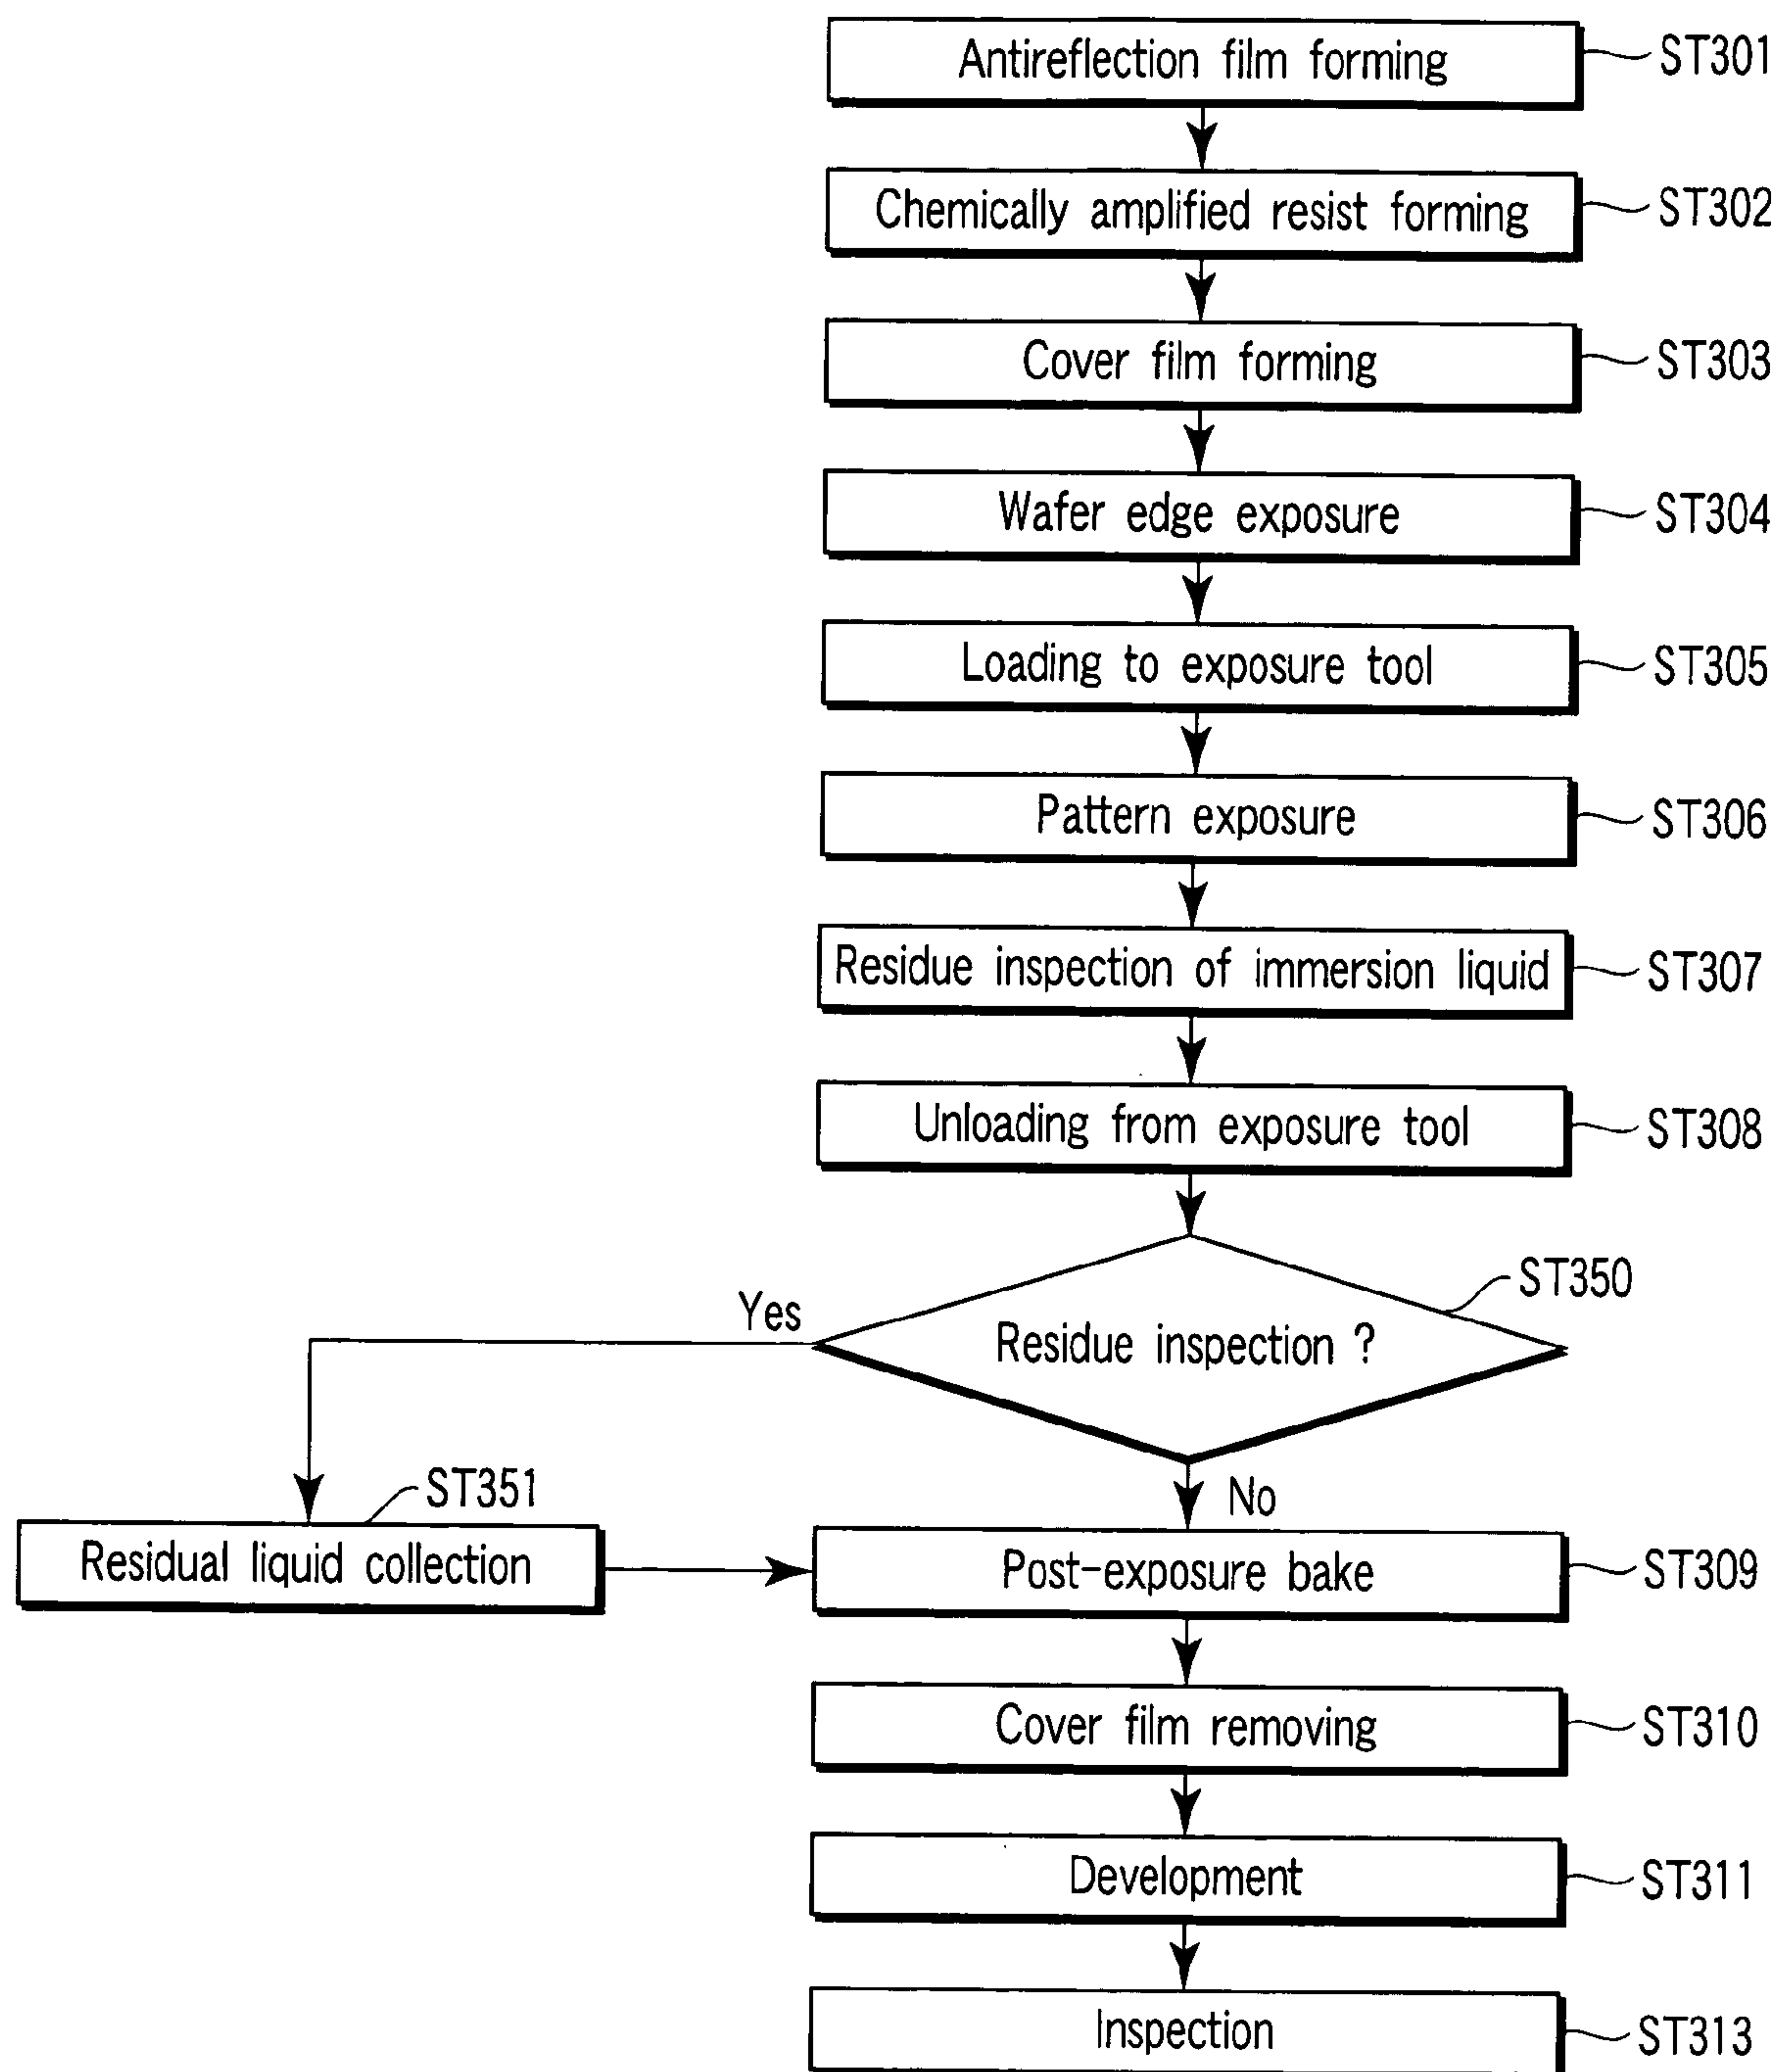 Antireflection film forming
ST301
Chemically amplified resist forming
ST302
Cover film forming
ST303
Wafer edge exposure
ST304
Loading to exposure tool
ST305
Pattern exposure
ST306
Residue inspection of immersion liquid
ST307
Unloading from exposure tool
ST308
ST350
Yes
Residue inspection ?
ST351
No
Residual liquid collection
Post-exposure bake
ST309
Cover film removing
ST310
Development
ST311
Inspection
ST313